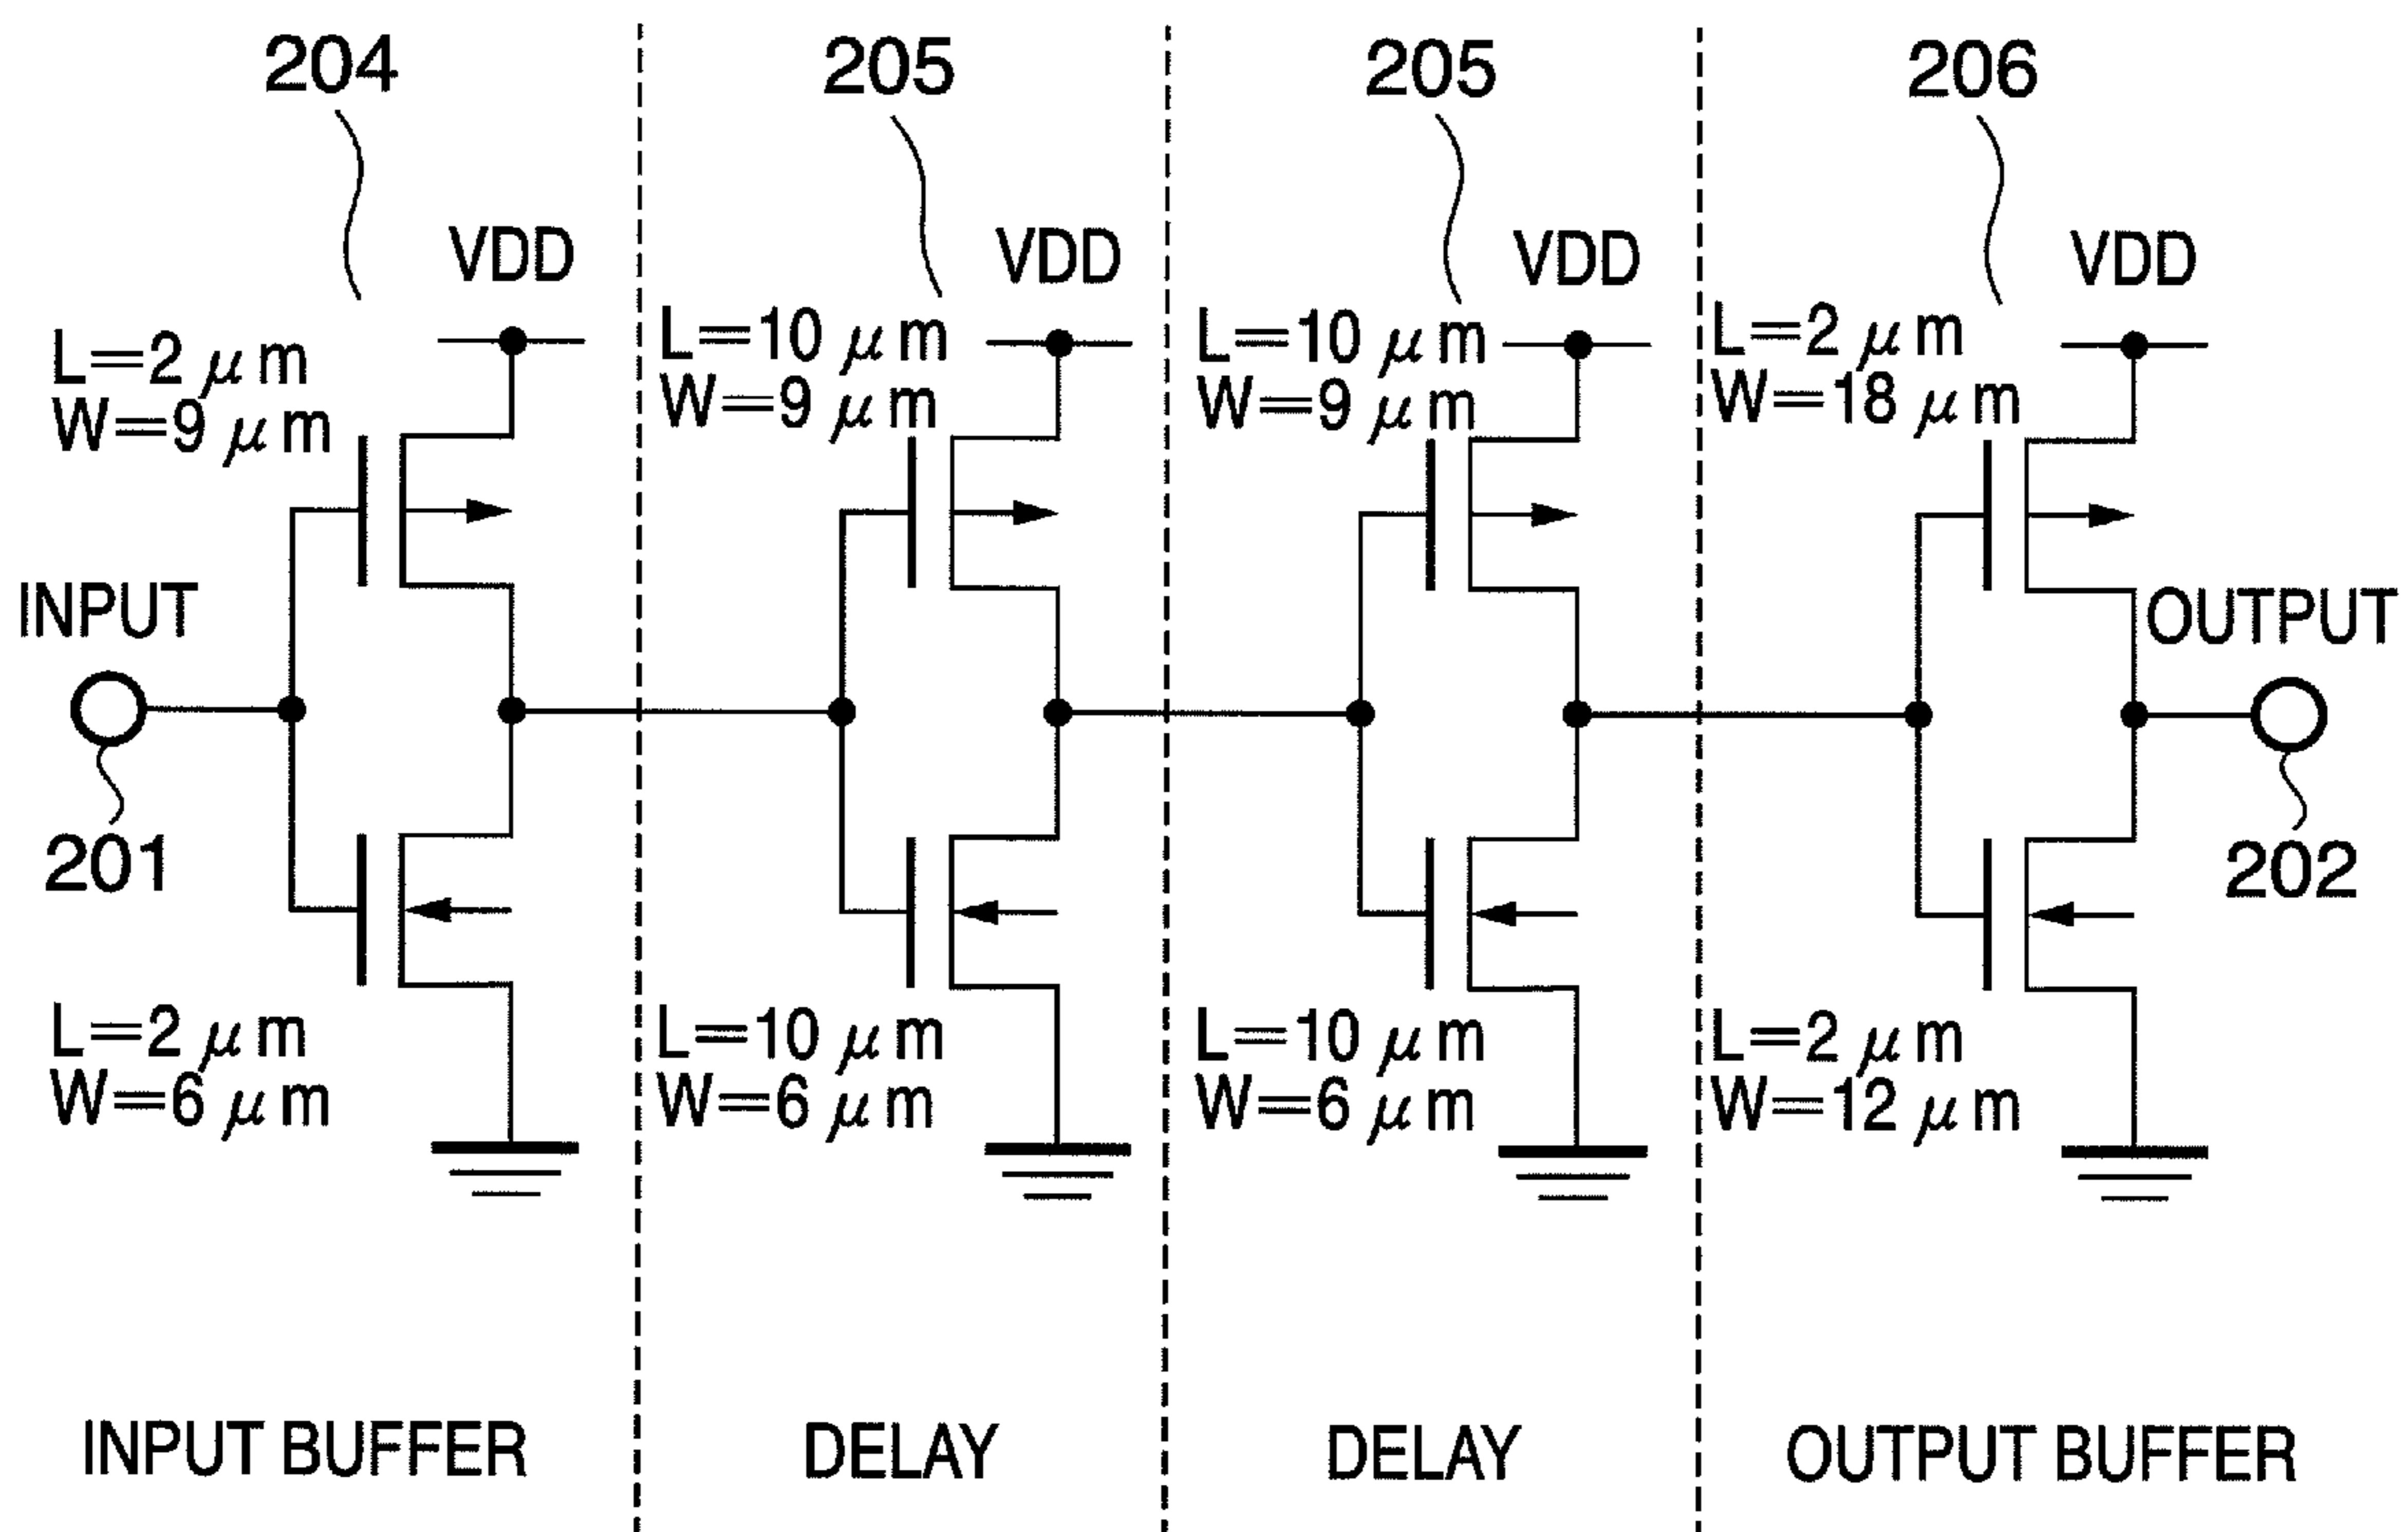 204
205
205
206
VDD
VDD
VDD
VDD
L=2 μm
W=9 μm
L=10 μm
W=9 μm
L=10 μm
W=9 μm
L=2 μm
W=18 μm
INPUT
OUTPUT
201
202
L=2 μm
W=6 μm
L=10 μm
W=6 μm
L=10 μm
W=6 μm
L=2 μm
W=12 μm
INPUT BUFFER
DELAY
DELAY
OUTPUT BUFFER